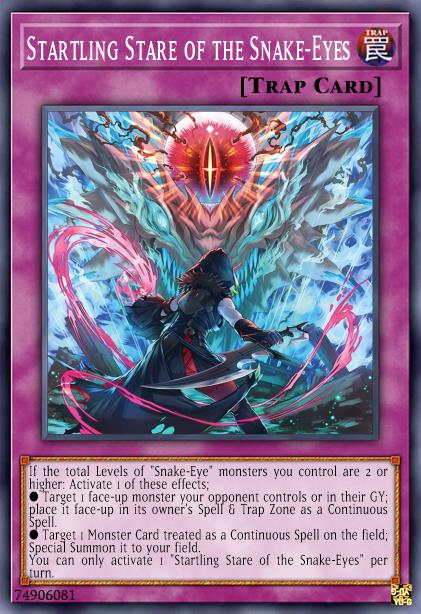 Startling Stare of the Snake-Eyes
TRAP
罠
[Trap Card]
If the total Levels of "Snake-Eye" monsters you control are 2 or
higher: Activate 1 of these effects;
● Target 1 face-up monster your opponent controls or in their GY;
place it face-up in its owner's Spell & Trap Zone as a Continuous
Spell.
● Target 1 Monster Card treated as a Continuous Spell on the field;
Special Summon it to your field.
You can only activate 1 "Startling Stare of the Snake-Eyes" per
turn.
74906081